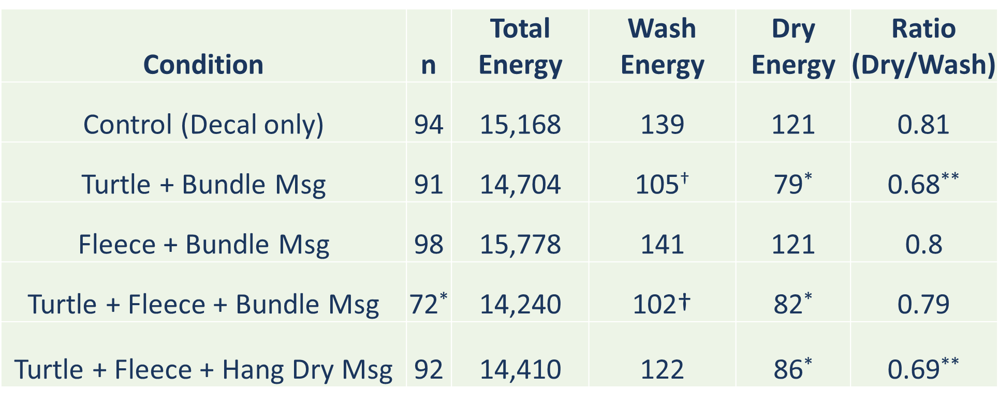 Condition n Total Energy Wash Energy Dry Energy Ratio (Dry/Wash)
Control (Decal only) 94 15,168 139 121 0.81
Turtle + Bundle Msg 91 14,704 105† 79* 0.68**
Fleece + Bundle Msg 98 15,778 141 121 0.8
Turtle + Fleece + Bundle Msg 72* 14,240 102† 82* 0.79
Turtle + Fleece + Hang Dry Msg 92 14,410 122 86* 0.69**